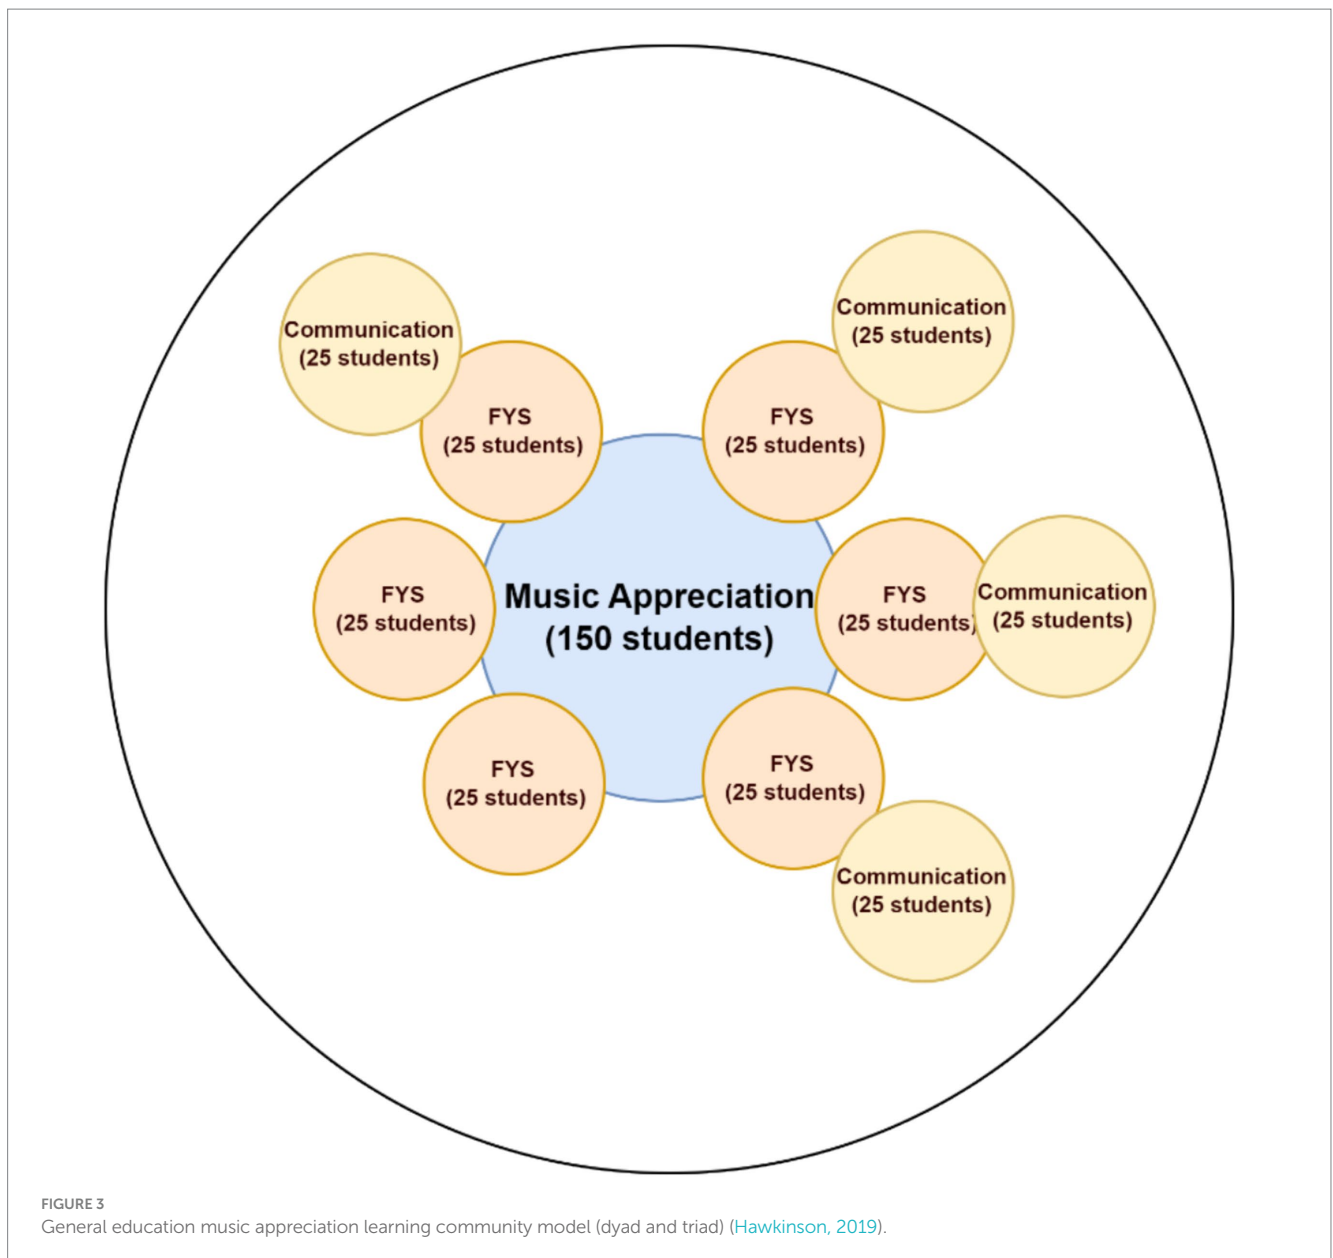 Communication
(25 students)
Communication
(25 students)
FYS
(25 students)
FYS
(25 students)
FYS
(25 students)
Music Appreciation
(150 students)
FYS
(25 students)
Communication
(25 students)
FYS
(25 students)
FYS
(25 students)
Communication
(25 students)
FIGURE 3
General education music appreciation learning community model (dyad and triad) (Hawkinson, 2019).